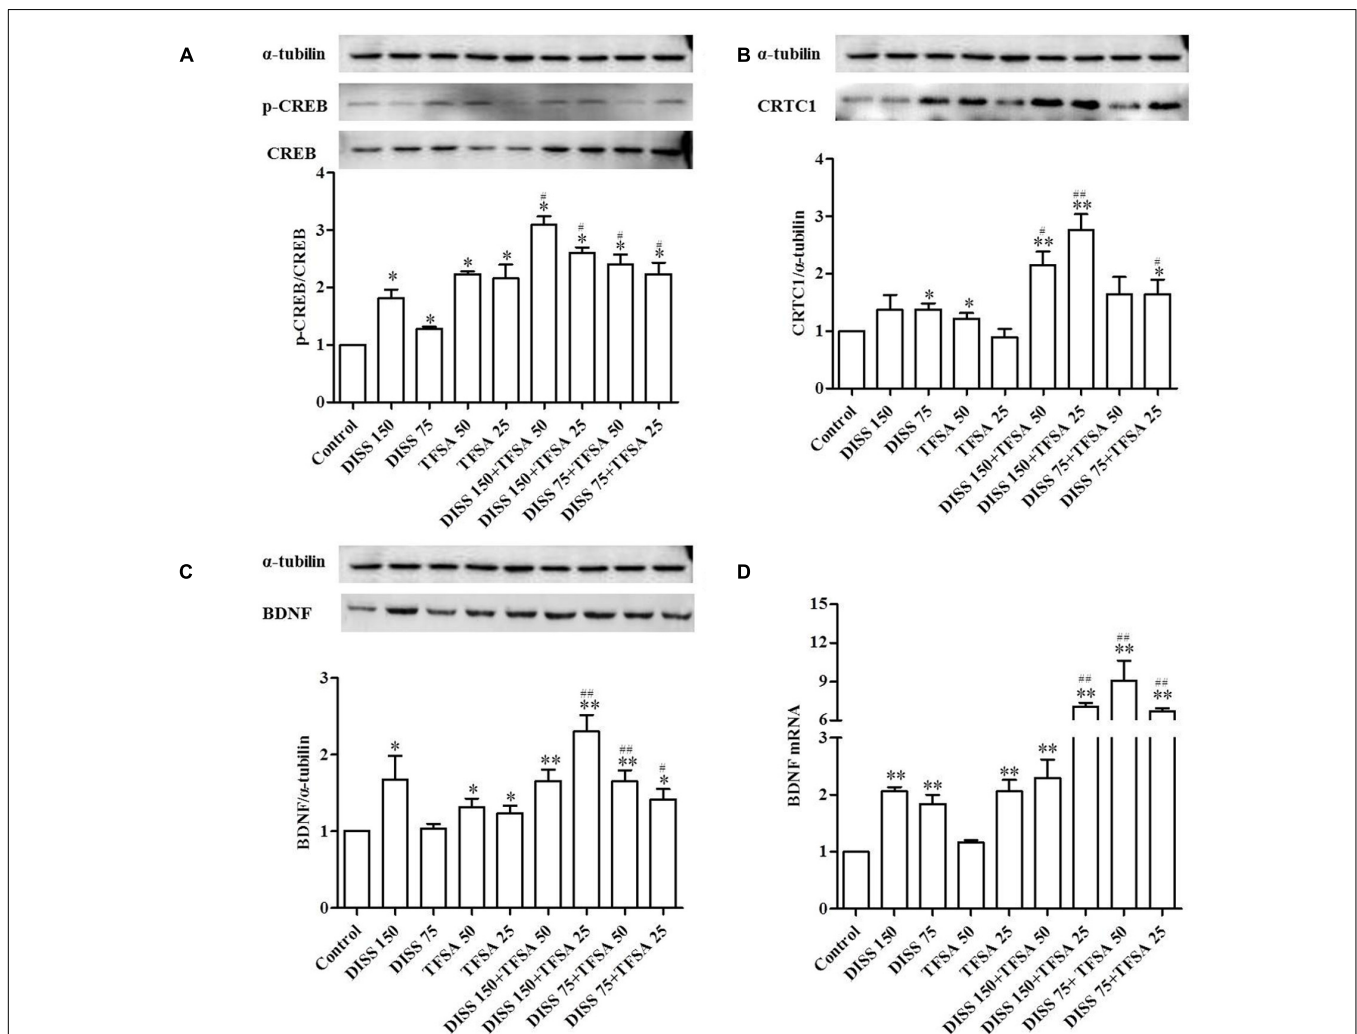 A
α-tubilin
p-CREB
CREB
p-CREB/CREB
4
3
2
1
0
*
*
*
*
#
*
#
*
#
*
#
*
Control
DISS 150
DISS 75
TFSA 50
TFSA 25
DISS 150+TFSA 50
DISS 150+TFSA 25
DISS 75+TFSA 50
DISS 75+TFSA 25
B
α-tubilin
CRTC1
CRTC1/α-tubilin
4
3
2
1
0
*
*
#
**
##
**
#
*
Control
DISS 150
DISS 75
TFSA 50
TFSA 25
DISS 150+TFSA 50
DISS 150+TFSA 25
DISS 75+TFSA 50
DISS 75+TFSA 25
C
α-tubilin
BDNF
BDNF/α-tubilin
3
2
1
0
*
*
*
**
##
**
##
**
#
*
Control
DISS 150
DISS 75
TFSA 50
TFSA 25
DISS 150+TFSA 50
DISS 150+TFSA 25
DISS 75+TFSA 50
DISS 75+TFSA 25
D
BDNF mRNA
15
12
9
6
3
2
1
0
**
**
**
**
##
**
##
**
##
**
Control
DISS 150
DISS 75
TFSA 50
TFSA 25
DISS 150+TFSA 50
DISS 150+TFSA 25
DISS 75+ TFSA 50
DISS 75+TFSA 25